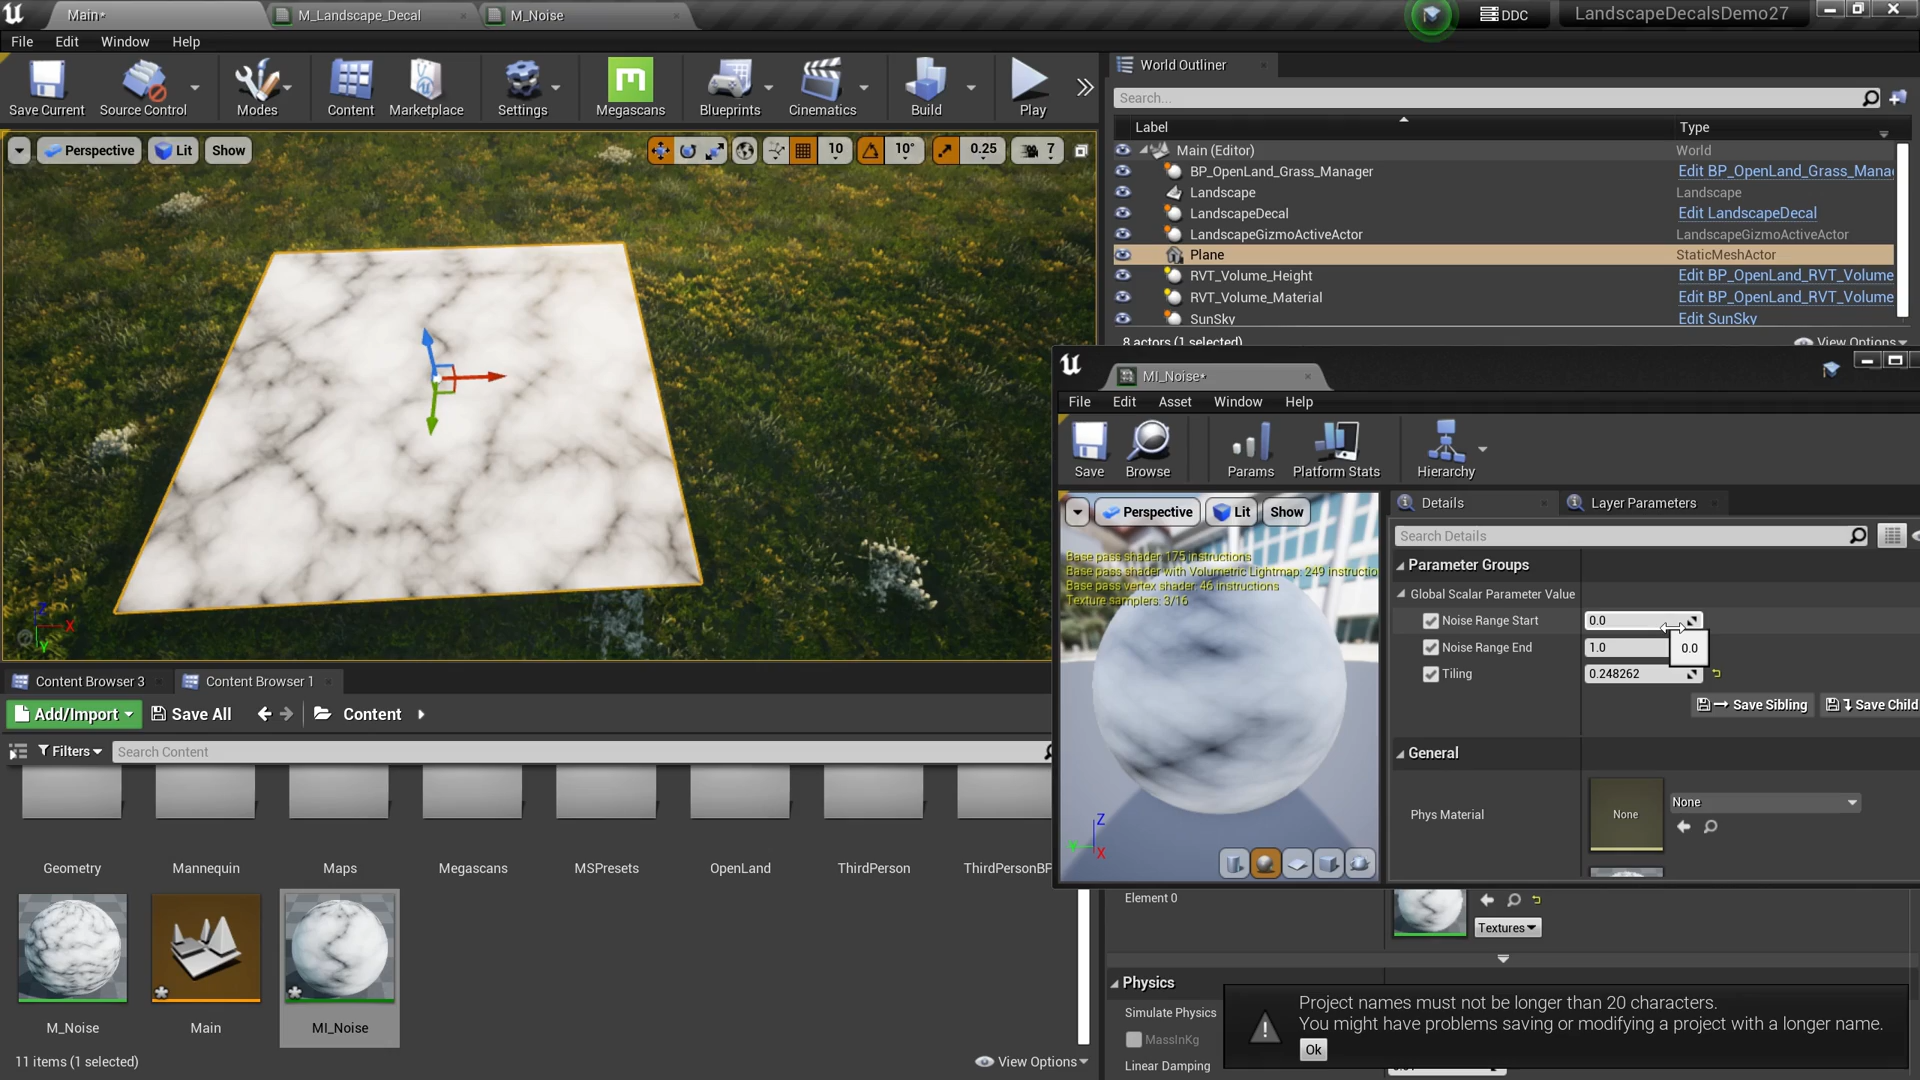 Main*
M_Landscape_Decal
M_Noise
DDC
LandscapeDecalsDemo27
File
Edit
Window
Help
Save Current
Source Control
Modes
Content
Marketplace
Settings
Megascans
Blueprints
Cinematics
Build
Play
World Outliner
Search...
Label
Type
Main (Editor)
World
BP_OpenLand_Grass_Manager
Edit BP_OpenLand_Grass_Mana
Landscape
Landscape
LandscapeDecal
Edit LandscapeDecal
LandscapeGizmoActiveActor
LandscapeGizmoActiveActor
Plane
StaticMeshActor
RVT_Volume_Height
Edit BP_OpenLand_RVT_Volume
RVT_Volume_Material
Edit BP_OpenLand_RVT_Volume
SunSky
Edit SunSky
8 actors (1 selected)
View Options
Perspective
Lit
Show
10
10°
0.25
7
Z
X
Y
MI_Noise*
File
Edit
Asset
Window
Help
Save
Browse
Params
Platform Stats
Hierarchy
Perspective
Lit
Show
Base pass shader: 175 instructions
Base pass shader with Volumetric Lightmap: 249 instructio
Base pass vertex shader: 46 instructions
Texture samplers: 3/16
Z
X
Details
Layer Parameters
Search Details
Parameter Groups
Global Scalar Parameter Value
Noise Range Start
0.0
Noise Range End
1.0
0.0
Tiling
0.248262
Save Sibling
Save Child
General
Phys Material
None
None
Content Browser 3
Content Browser 1
Add/Import
Save All
Content
Filters
Search Content
Geometry
Mannequin
Maps
Megascans
MSPresets
OpenLand
ThirdPerson
ThirdPersonBP
M_Noise
Main
MI_Noise
11 items (1 selected)
View Options
Element 0
Textures
Physics
Simulate Physics
MassInKg
Linear Damping
Project names must not be longer than 20 characters.
You might have problems saving or modifying a project with a longer name.
Ok